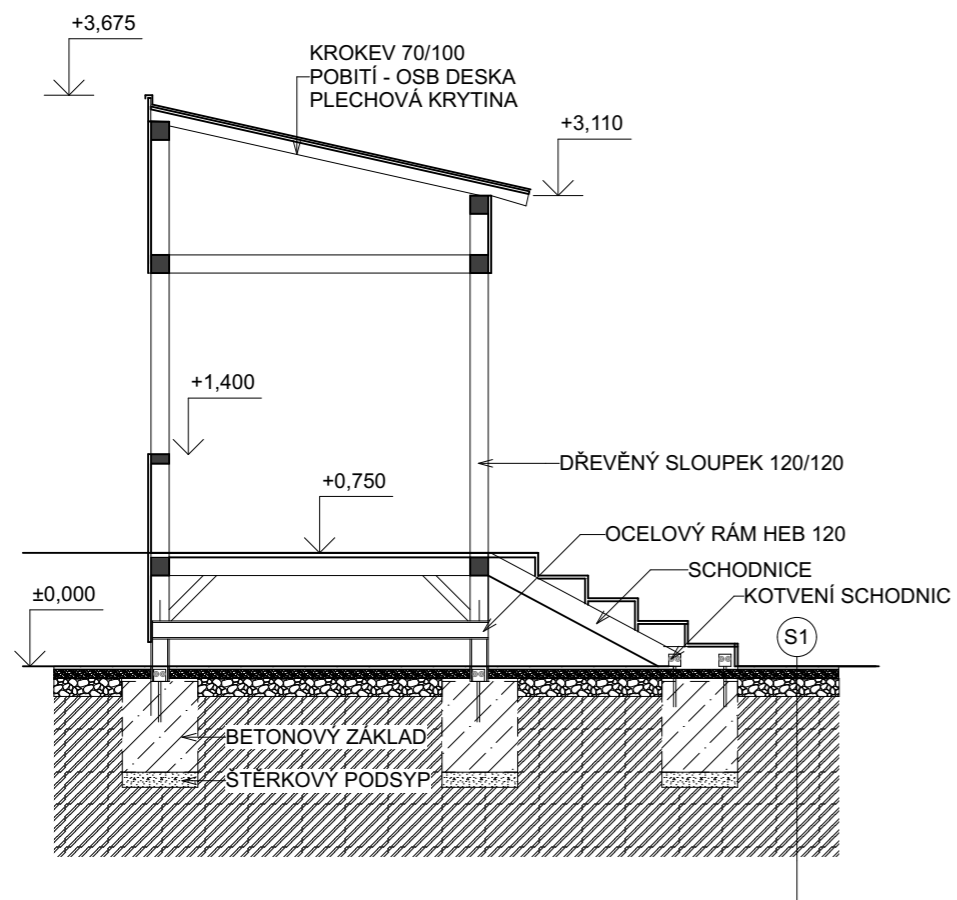 +3,675
KROKEV 70/100
POBITÍ - OSB DESKA
PLECHOVÁ KRYTINA
+3,110
+1,400
DŘEVĚNÝ SLOUPEK 120/120
+0,750
OCELOVÝ RÁM HEB 120
SCHODNICE
KOTVENÍ SCHODNIC
±0,000
S1
BETONOVÝ ZÁKLAD
ŠTĚRKOVÝ PODSYP